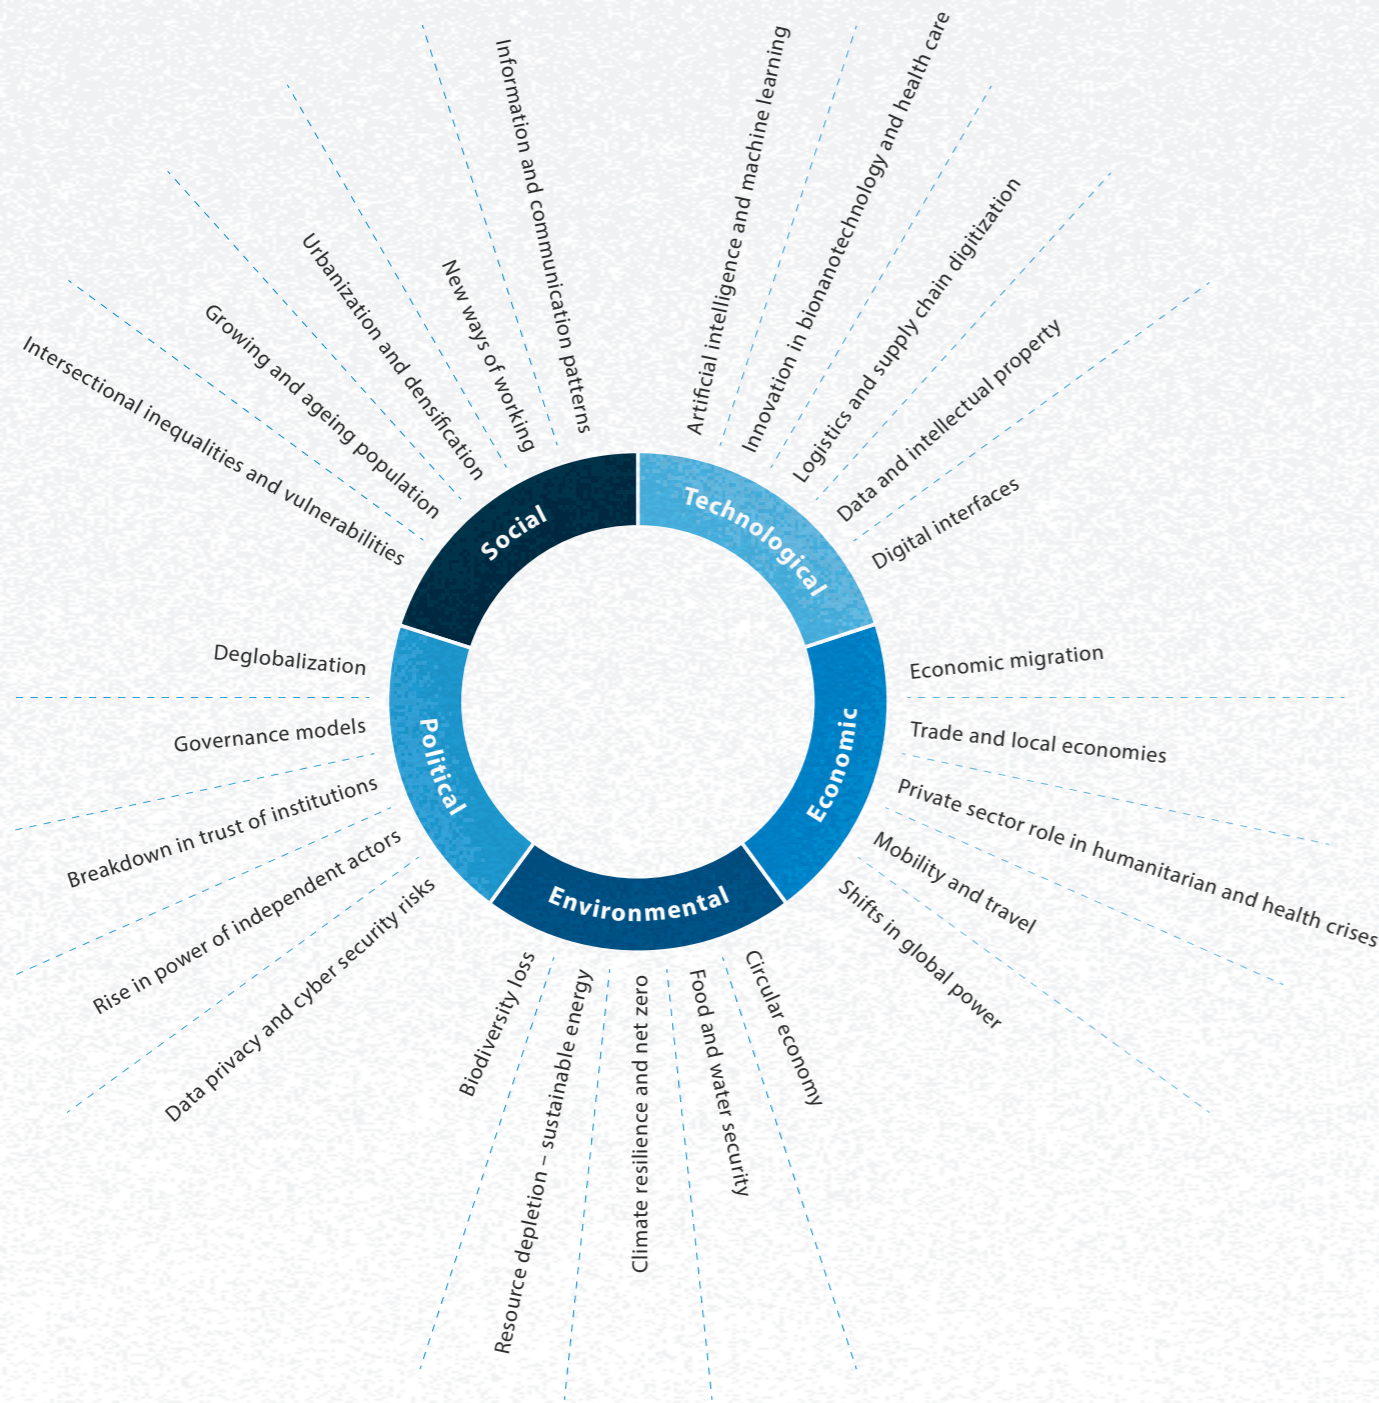 Technological
Artificial intelligence and machine learning
Innovation in bionanotechnology and health care
Logistics and supply chain digitization
Data and intellectual property
Digital interfaces
Economic
Economic migration
Trade and local economies
Private sector role in humanitarian and health crises
Mobility and travel
Shifts in global power
Environmental
Circular economy
Food and water security
Climate resilience and net zero
Resource depletion – sustainable energy
Biodiversity loss
Political
Data privacy and cyber security risks
Rise in power of independent actors
Breakdown in trust of institutions
Governance models
Deglobalization
Social
Intersectional inequalities and vulnerabilities
Growing and ageing population
Urbanization and densification
New ways of working
Information and communication patterns